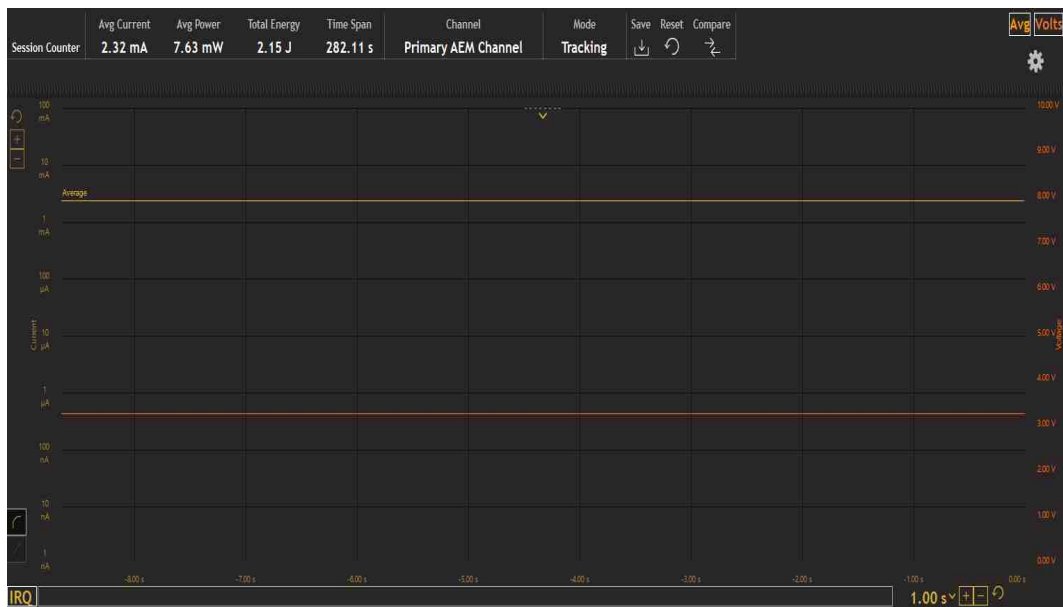 Session Counter
Avg Current
2.32 mA
Avg Power
7.63 mW
Total Energy
2.15 J
Time Span
282.11 s
Channel
Primary AEM Channel
Mode
Tracking
Save
Reset
Compare
Avg
Volts
100
mA
10
mA
1
mA
100
µA
10
µA
1
µA
100
nA
10
nA
1
nA
Current
Average
10.00 V
9.00 V
8.00 V
7.00 V
6.00 V
5.00 V
4.00 V
3.00 V
2.00 V
1.00 V
0.00 V
Voltage
-8.00 s
-7.00 s
-6.00 s
-5.00 s
-4.00 s
-3.00 s
-2.00 s
-1.00 s
0.00 s
IRQ
1.00 s